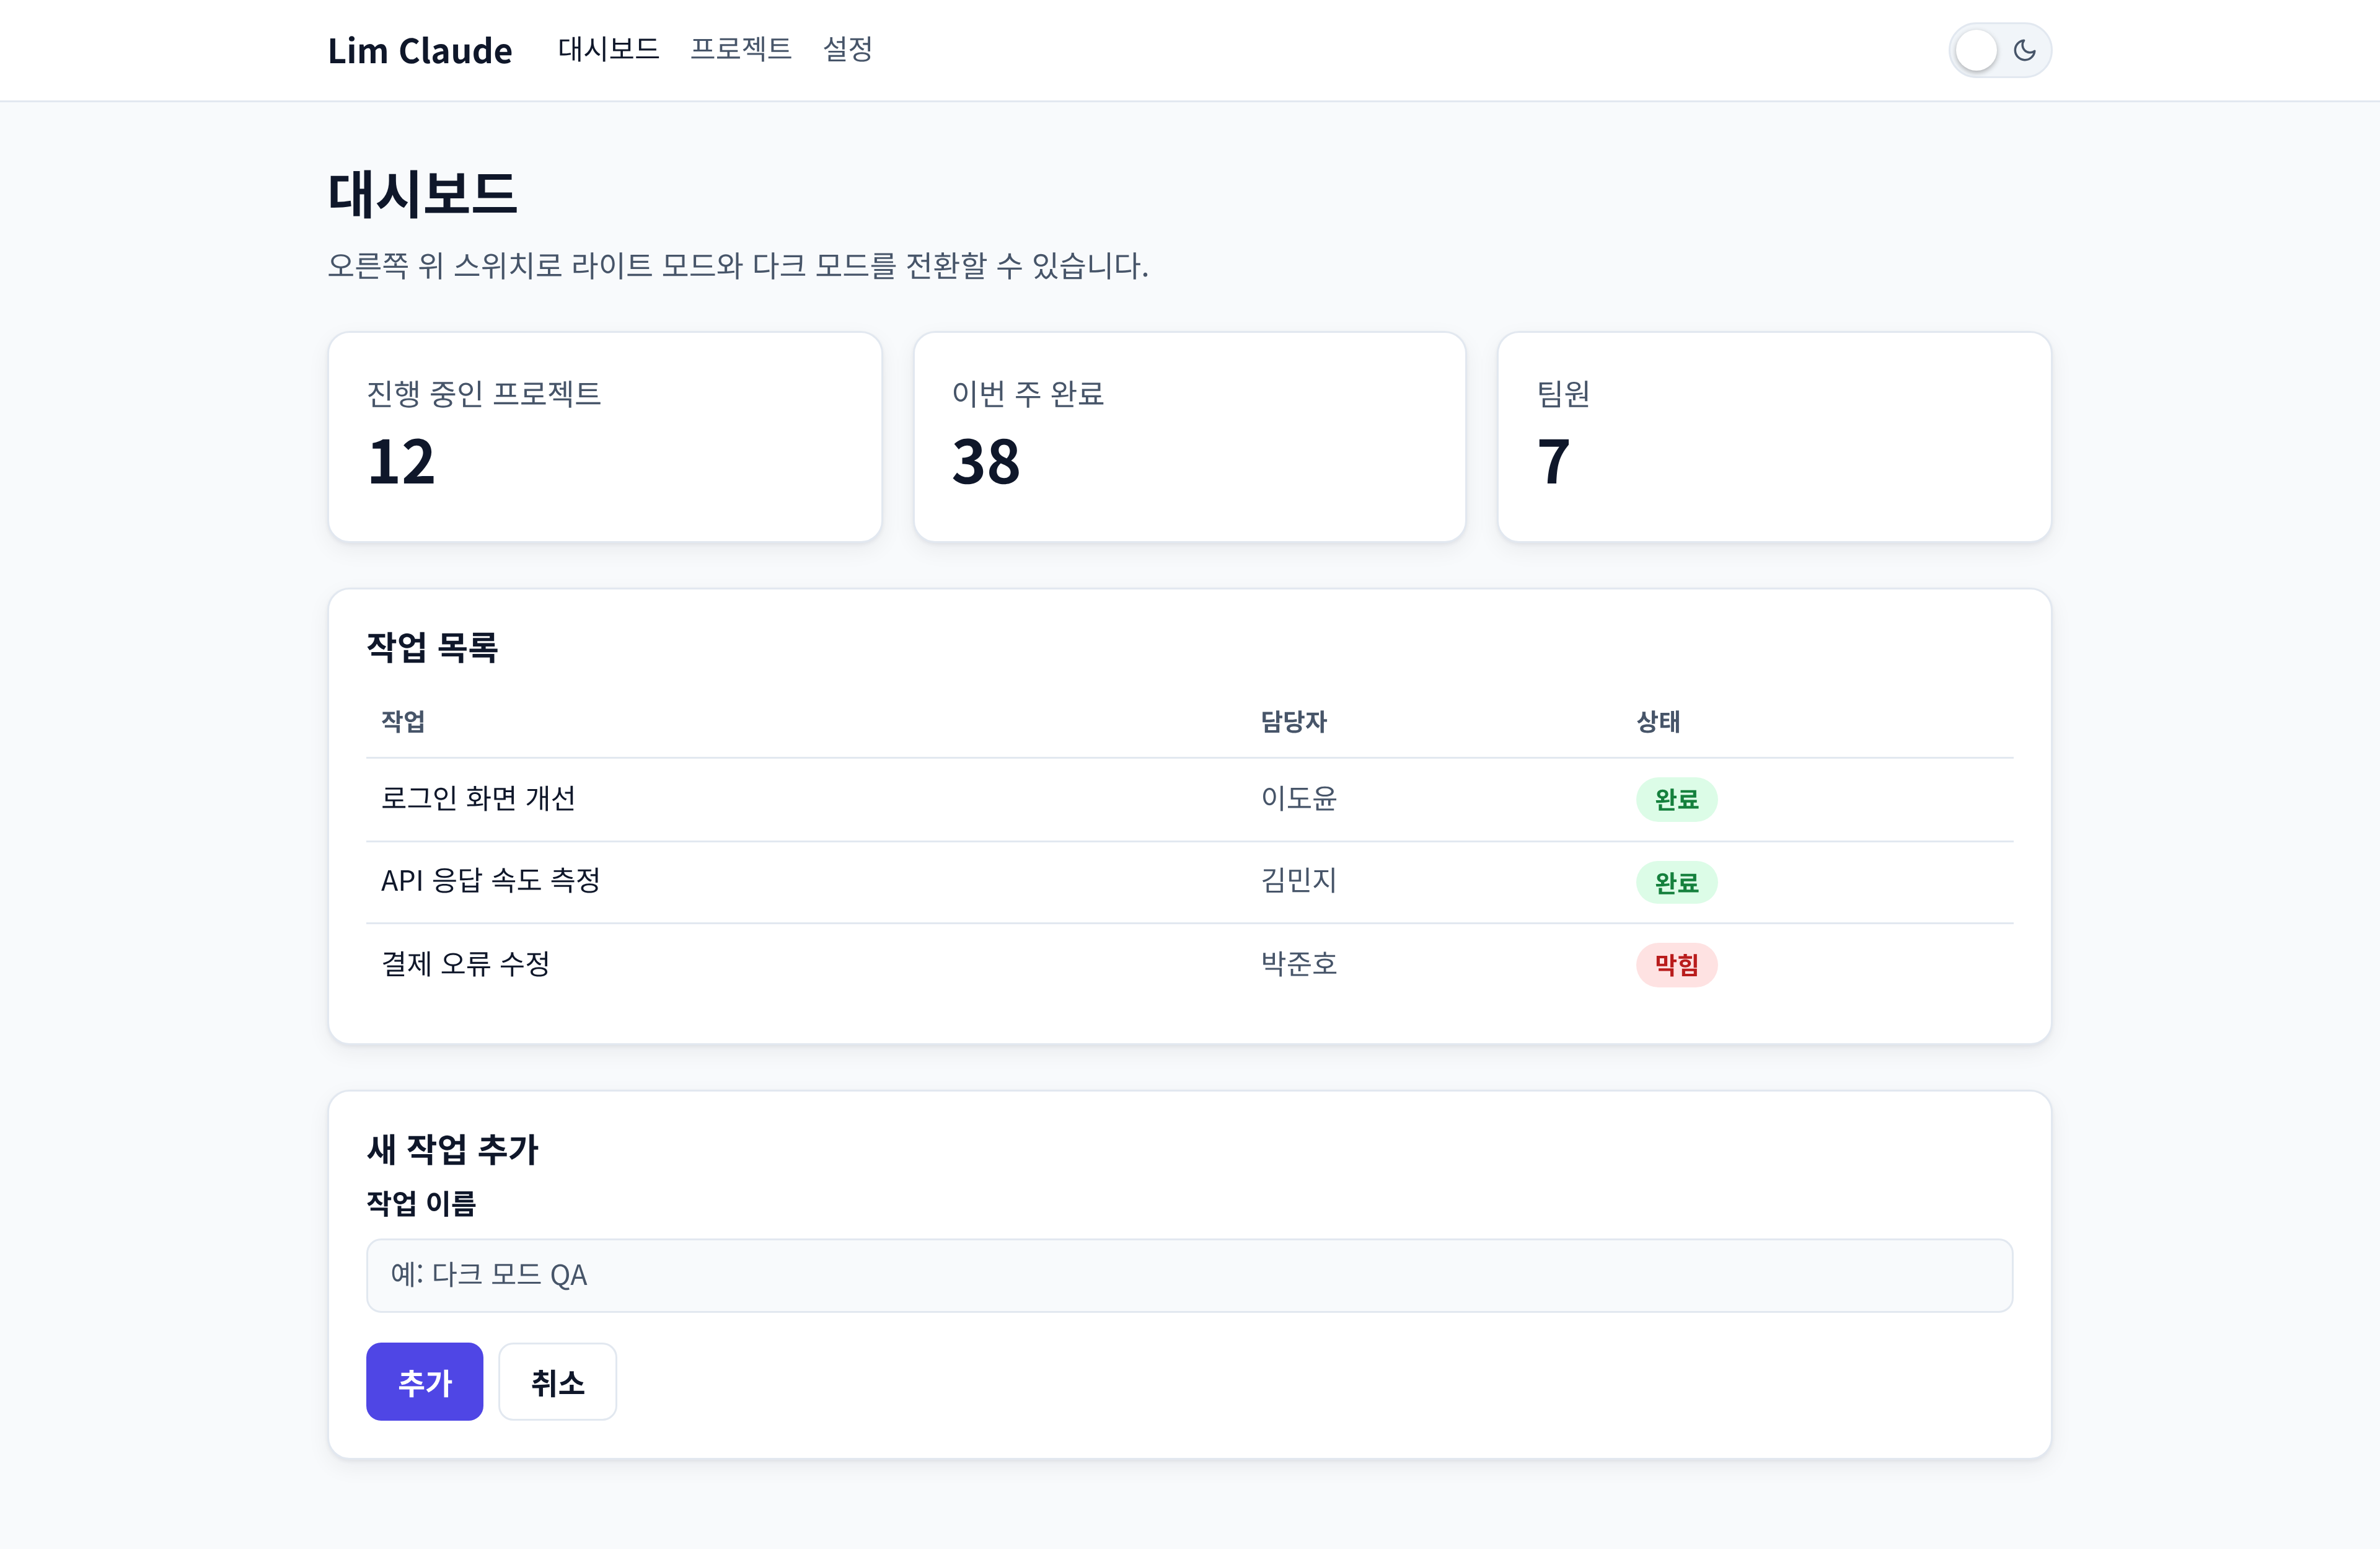 Lim Claude 대시보드 프로젝트 설정
대시보드
오른쪽 위 스위치로 라이트 모드와 다크 모드를 전환할 수 있습니다.
진행 중인 프로젝트
12
이번 주 완료
38
팀원
7
작업 목록
작업 담당자 상태
로그인 화면 개선 이도윤 완료
API 응답 속도 측정 김민지 완료
결제 오류 수정 박준호 막힘
새 작업 추가
작업 이름
예: 다크 모드 QA
추가 취소